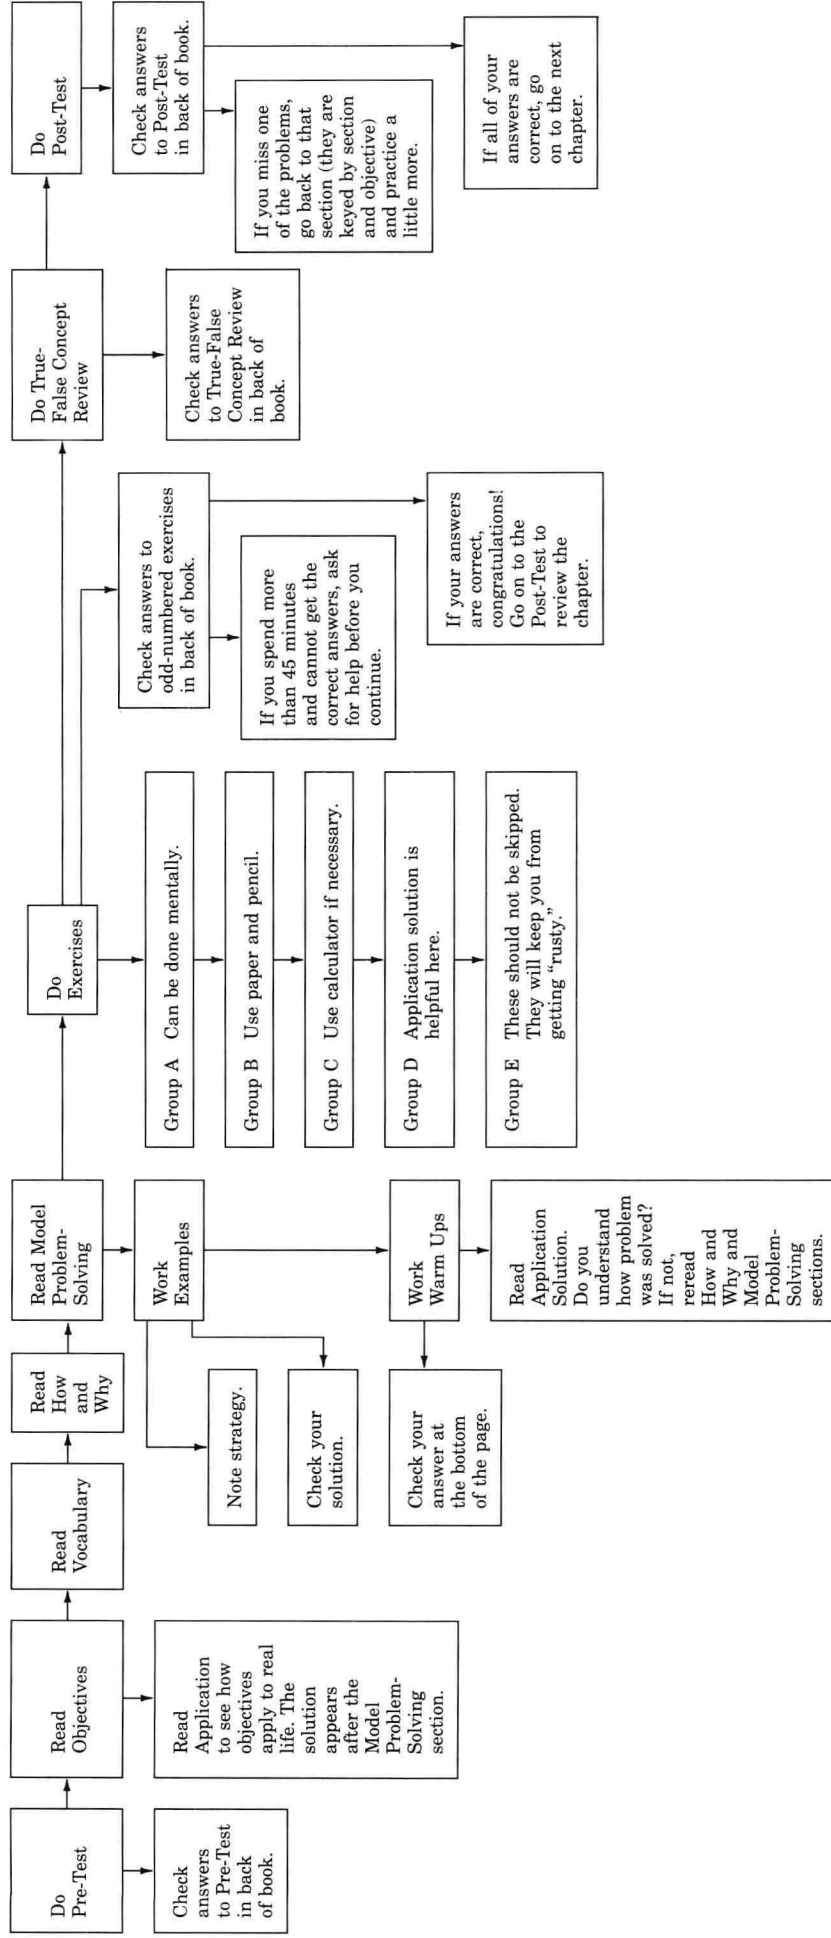 Do
Pre-Test
Check
answers
to Pre-Test
in back
of book.
Read
Objectives
Read
Application
to see how
objectives
apply to real
life. The
solution
appears
after the
Model
Problem-
Solving
section.
Read
Vocabulary
Read
How
and
Why
Read Model
Problem-
Solving
Work
Examples
Note strategy.
Check your
solution.
Work
Warm Ups
Check your
answer at
the bottom
of the page.
Read
Application
Solution.
Do you
understand
how problem
was solved?
If not,
reread
How and
Why and
Model
Problem-
Solving
sections.
Do
Exercises
Group A Can be done mentally.
Group B Use paper and pencil.
Group C Use calculator if necessary.
Group D Application solution is
helpful here.
Group E These should not be skipped.
They will keep you from
getting “rusty.”
Check answers to
odd-numbered exercises
in back of book.
If you spend more
than 45 minutes
and cannot get the
correct answers, ask
for help before you
continue.
If your answers
are correct,
congratulations!
Go on to the
Post-Test to
review the
chapter.
Do True-
False Concept
Review
Check answers
to True-False
Concept Review
in back of
book.
Do
Post-Test
Check answers
to Post-Test
in back of book.
If you miss one
of the problems,
go back to that
section (they are
keyed by section
and objective)
and practice a
little more.
If all of your
answers are
correct, go
on to the next
chapter.